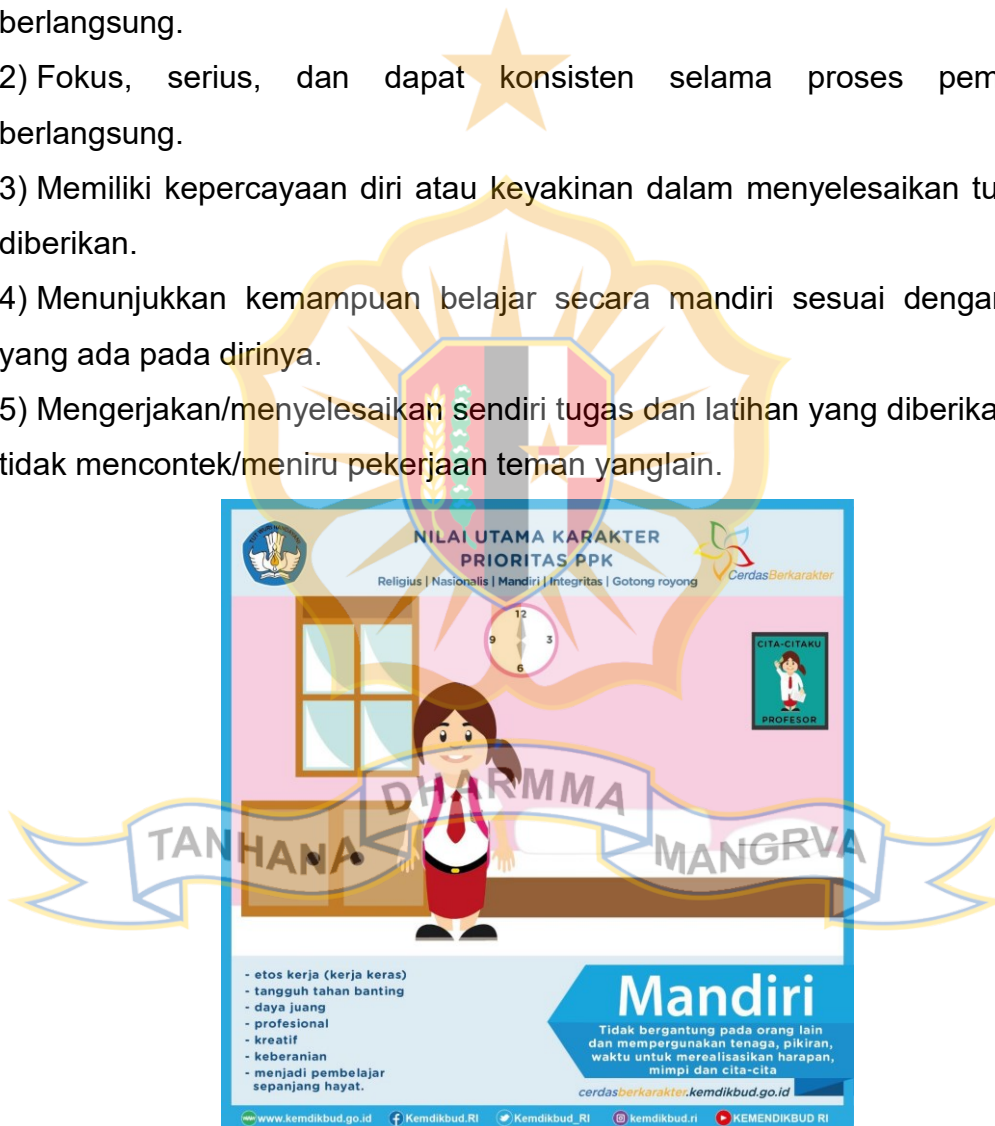 berlangsung.
2) Fokus, serius, dan dapat konsisten selama proses pem
berlangsung.
3) Memiliki kepercayaan diri atau keyakinan dalam menyelesaikan tu
diberikan.
4) Menunjukkan kemampuan belajar secara mandiri sesuai dengan
yang ada pada dirinya.
5) Mengerjakan/menyelesaikan sendiri tugas dan latihan yang diberika
tidak mencontek/meniru pekerjaan teman yanglain.
TUT WURI HANDAYANI
NILAI UTAMA KARAKTER
PRIORITAS PPK
Religius | Nasionalis | Mandiri | Integritas | Gotong royong
CerdasBerkarakter
12
9 3
6
CITA-CITAKU
PROFESOR
TANHANA DHARMMA MANGRVA
- etos kerja (kerja keras)
- tangguh tahan banting
- daya juang
- profesional
- kreatif
- keberanian
- menjadi pembelajar
sepanjang hayat.
Mandiri
Tidak bergantung pada orang lain
dan mempergunakan tenaga, pikiran,
waktu untuk merealisasikan harapan,
mimpi dan cita-cita
cerdasberkarakter.kemdikbud.go.id
www.kemdikbud.go.id Kemdikbud.RI Kemdikbud_RI kemdikbud.ri KEMENDIKBUD RI